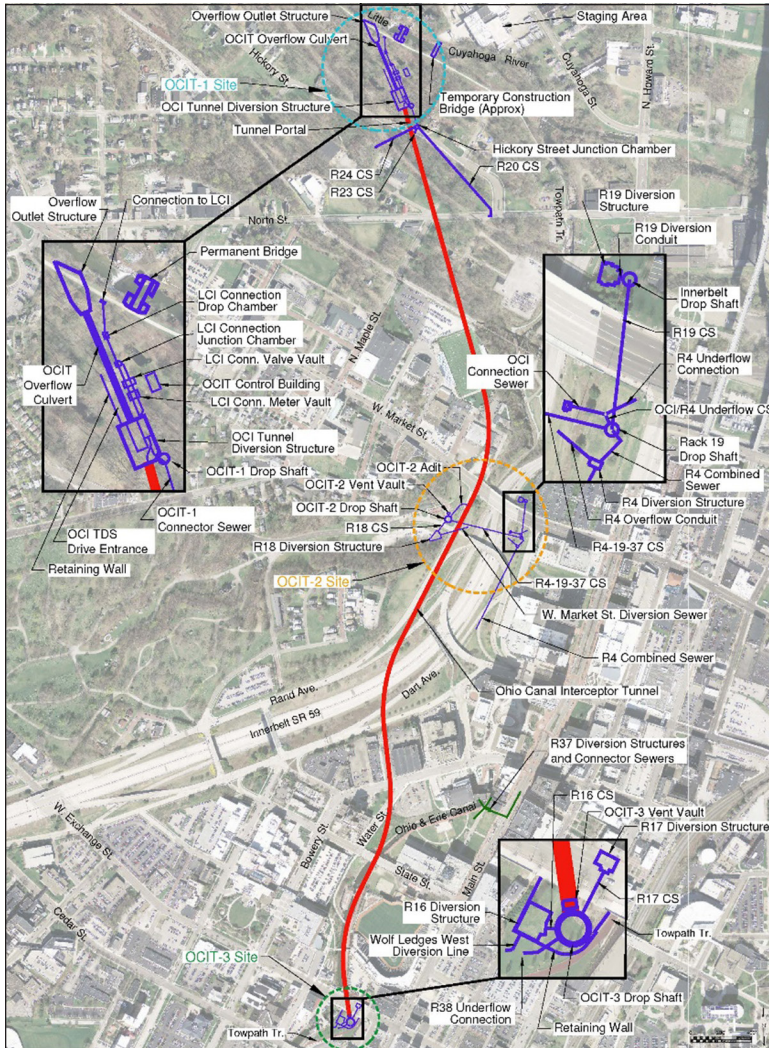 Overflow Outlet Structure
OCIT Overflow Culvert
Hickory St.
Little
Cuyahoga River
Staging Area
Cuyahoga St.
N. Howard St.
OCIT-1 Site
OCI Tunnel Diversion Structure
Tunnel Portal
Temporary Construction
Bridge (Approx)
Hickory Street Junction Chamber
R24 CS
R23 CS
R20 CS
North St.
Towpath Tr.
R19 Diversion
Structure
R19 Diversion
Conduit
Innerbelt
Drop Shaft
R19 CS
OCI
Connection
Sewer
R4 Underflow
Connection
OCI/R4 Underflow CS
Rack 19
Drop Shaft
R4 Combined
Sewer
R4 Diversion Structure
R4 Overflow Conduit
R4-19-37 CS
Overflow
Outlet Structure
Connection to LCI
Permanent Bridge
LCI Connection
Drop Chamber
LCI Connection
Junction Chamber
LCI Conn. Valve Vault
OCIT Control Building
LCI Conn. Meter Vault
OCIT
Overflow
Culvert
OCI Tunnel
Diversion Structure
OCIT-1 Drop Shaft
OCIT-1
Connector Sewer
OCI TDS
Drive Entrance
Retaining Wall
N. Maple St.
W. Market St.
OCIT-2 Adit
OCIT-2 Vent Vault
OCIT-2 Drop Shaft
R18 CS
R18 Diversion Structure
OCIT-2 Site
R4-19-37 CS
W. Market St. Diversion Sewer
R4 Combined Sewer
Ohio Canal Interceptor Tunnel
Rand Ave.
Dart Ave.
Innerbelt SR 59
R37 Diversion Structures
and Connector Sewers
W. Exchange St.
Cedar St.
Bowery St.
Water St.
Ohio & Erie Canal
State St.
Main St.
R16 CS
OCIT-3 Vent Vault
R17 Diversion Structure
R17 CS
R16 Diversion
Structure
Wolf Ledges West
Diversion Line
Towpath Tr.
OCIT-3 Site
OCIT-3 Drop Shaft
R38 Underflow
Connection
Retaining Wall
Towpath Tr.